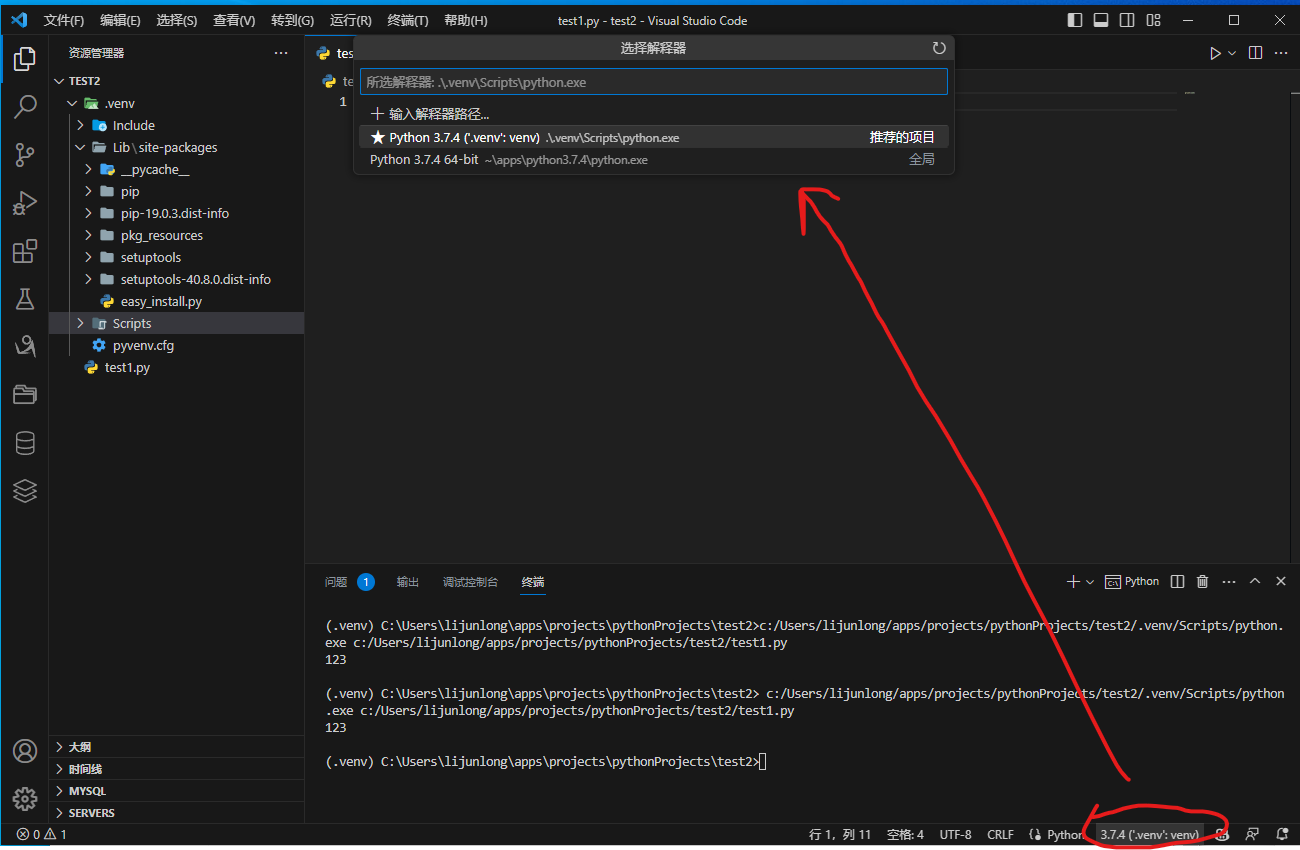 文件(F) 编辑(E) 选择(S) 查看(V) 转到(G) 运行(R) 终端(T) 帮助(H) test1.py - test2 - Visual Studio Code
资源管理器
TEST2
.venv
Include
Lib\site-packages
__pycache__
pip
pip-19.0.3.dist-info
pkg_resources
setuptools
setuptools-40.8.0.dist-info
easy_install.py
Scripts
pyvenv.cfg
test1.py
大纲
时间线
MYSQL
SERVERS
tes
te
1
选择解释器
所选解释器: .\.venv\Scripts\python.exe
输入解释器路径...
Python 3.7.4 ('.venv': venv) .\.venv\Scripts\python.exe 推荐的项目
Python 3.7.4 64-bit ~\apps\python3.7.4\python.exe 全局
问题 1 输出 调试控制台 终端 Python
(.venv) C:\Users\lijunlong\apps\projects\pythonProjects\test2>c:/Users/lijunlong/apps/projects/pythonProjects/test2/.venv/Scripts/python.
exe c:/Users/lijunlong/apps/projects/pythonProjects/test2/test1.py
123
(.venv) C:\Users\lijunlong\apps\projects\pythonProjects\test2> c:/Users/lijunlong/apps/projects/pythonProjects/test2/.venv/Scripts/python
.exe c:/Users/lijunlong/apps/projects/pythonProjects/test2/test1.py
123
(.venv) C:\Users\lijunlong\apps\projects\pythonProjects\test2>
0 1 行 1，列 11 空格: 4 UTF-8 CRLF Python 3.7.4 ('.venv': venv)